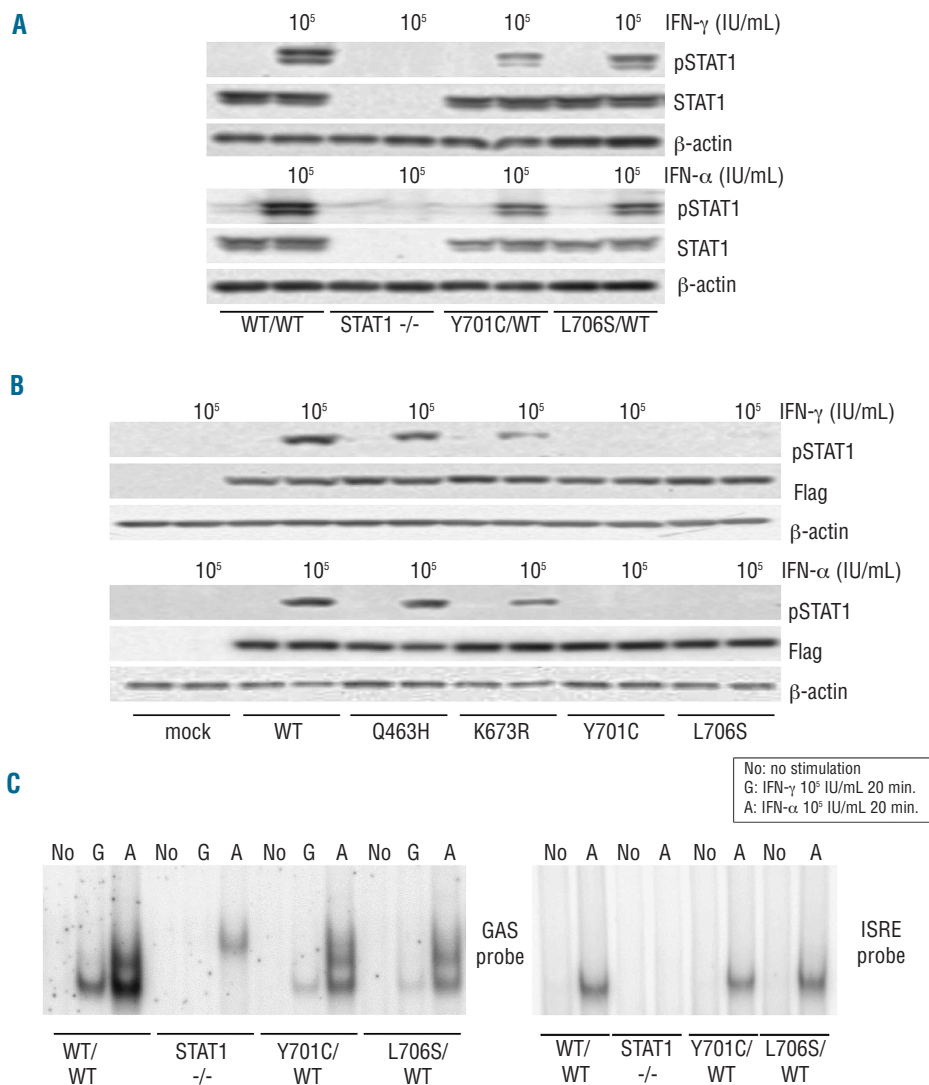 A
10⁵ 10⁵ 10⁵ 10⁵ IFN-γ (IU/mL)
pSTAT1
STAT1
β-actin
10⁵ 10⁵ 10⁵ 10⁵ IFN-α (IU/mL)
pSTAT1
STAT1
β-actin
WT/WT STAT1 -/- Y701C/WT L706S/WT
B
10⁵ 10⁵ 10⁵ 10⁵ 10⁵ 10⁵ IFN-γ (IU/mL)
pSTAT1
Flag
β-actin
10⁵ 10⁵ 10⁵ 10⁵ 10⁵ 10⁵ IFN-α (IU/mL)
pSTAT1
Flag
β-actin
mock WT Q463H K673R Y701C L706S
No: no stimulation
G: IFN-γ 10⁵ IU/mL 20 min.
A: IFN-α 10⁵ IU/mL 20 min.
C
No G A No G A No G A No G A
GAS
probe
WT/ STAT1 Y701C/ L706S/
WT -/- WT WT
No A No A No A No A
ISRE
probe
WT/ STAT1 Y701C/ L706S/
WT -/- WT WT